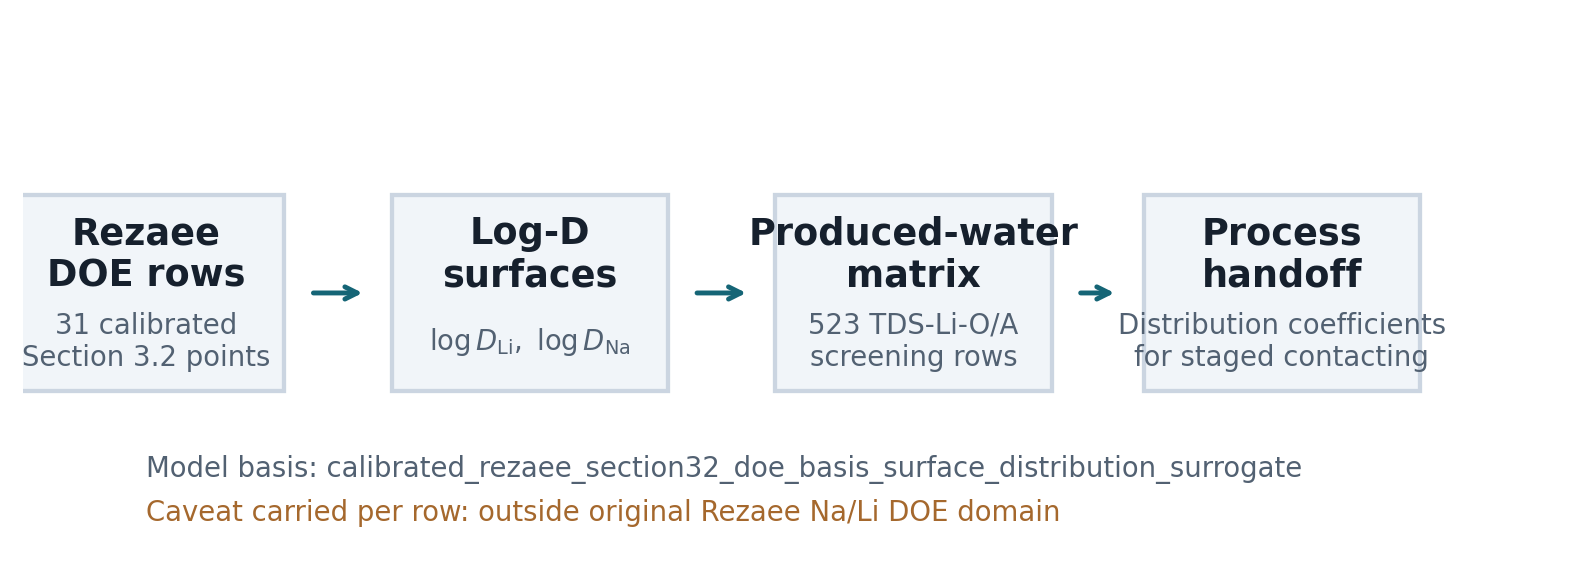 Rezaee
DOE rows
31 calibrated
Section 3.2 points
Log-D
surfaces
log D_Li, log D_Na
Produced-water
matrix
523 TDS-Li-O/A
screening rows
Process
handoff
Distribution coefficients
for staged contacting
Model basis: calibrated_rezaee_section32_doe_basis_surface_distribution_surrogate
Caveat carried per row: outside original Rezaee Na/Li DOE domain